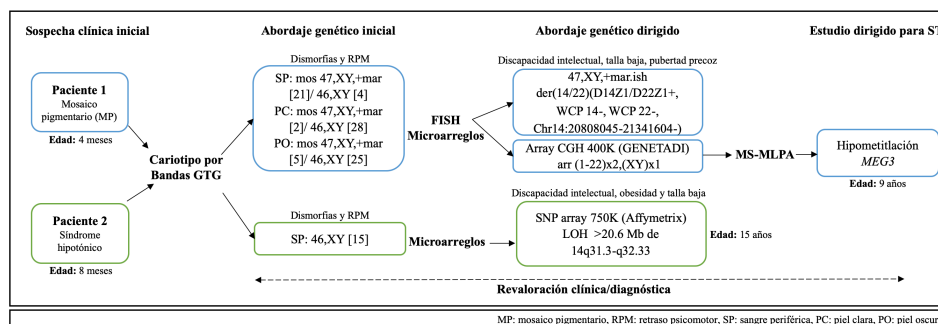 Sospecha clínica inicial
Abordaje genético inicial
Abordaje genético dirigido
Estudio dirigido para ST
Paciente 1
Mosaico
pigmentario (MP)
Edad: 4 meses
Paciente 2
Síndrome
hipotónico
Edad: 8 meses
Cariotipo por
Bandas GTG
Dismorfias y RPM
SP: mos 47,XY,+mar
[21]/ 46,XY [4]
PC: mos 47,XY,+mar
[2]/ 46,XY [28]
PO: mos 47,XY,+mar
[5]/ 46,XY [25]
Dismorfias y RPM
SP: 46,XY [15]
FISH
Microarreglos
Microarreglos
Discapacidad intelectual, talla baja, pubertad precoz
47,XY,+mar.ish
der(14/22)(D14Z1/D22Z1+,
WCP 14-, WCP 22-,
Chr14:20808045-21341604-)
Array CGH 400K (GENETADI)
arr (1-22)x2,(XY)x1
MS-MLPA
Hipometitlación
MEG3
Edad: 9 años
Discapacidad intelectual, obesidad y talla baja
SNP array 750K (Affymetrix)
LOH >20.6 Mb de
14q31.3-q32.33
Edad: 15 años
Revaloración clínica/diagnóstica
MP: mosaico pigmentario, RPM: retraso psicomotor, SP: sangre periférica, PC: piel clara, PO: piel oscur